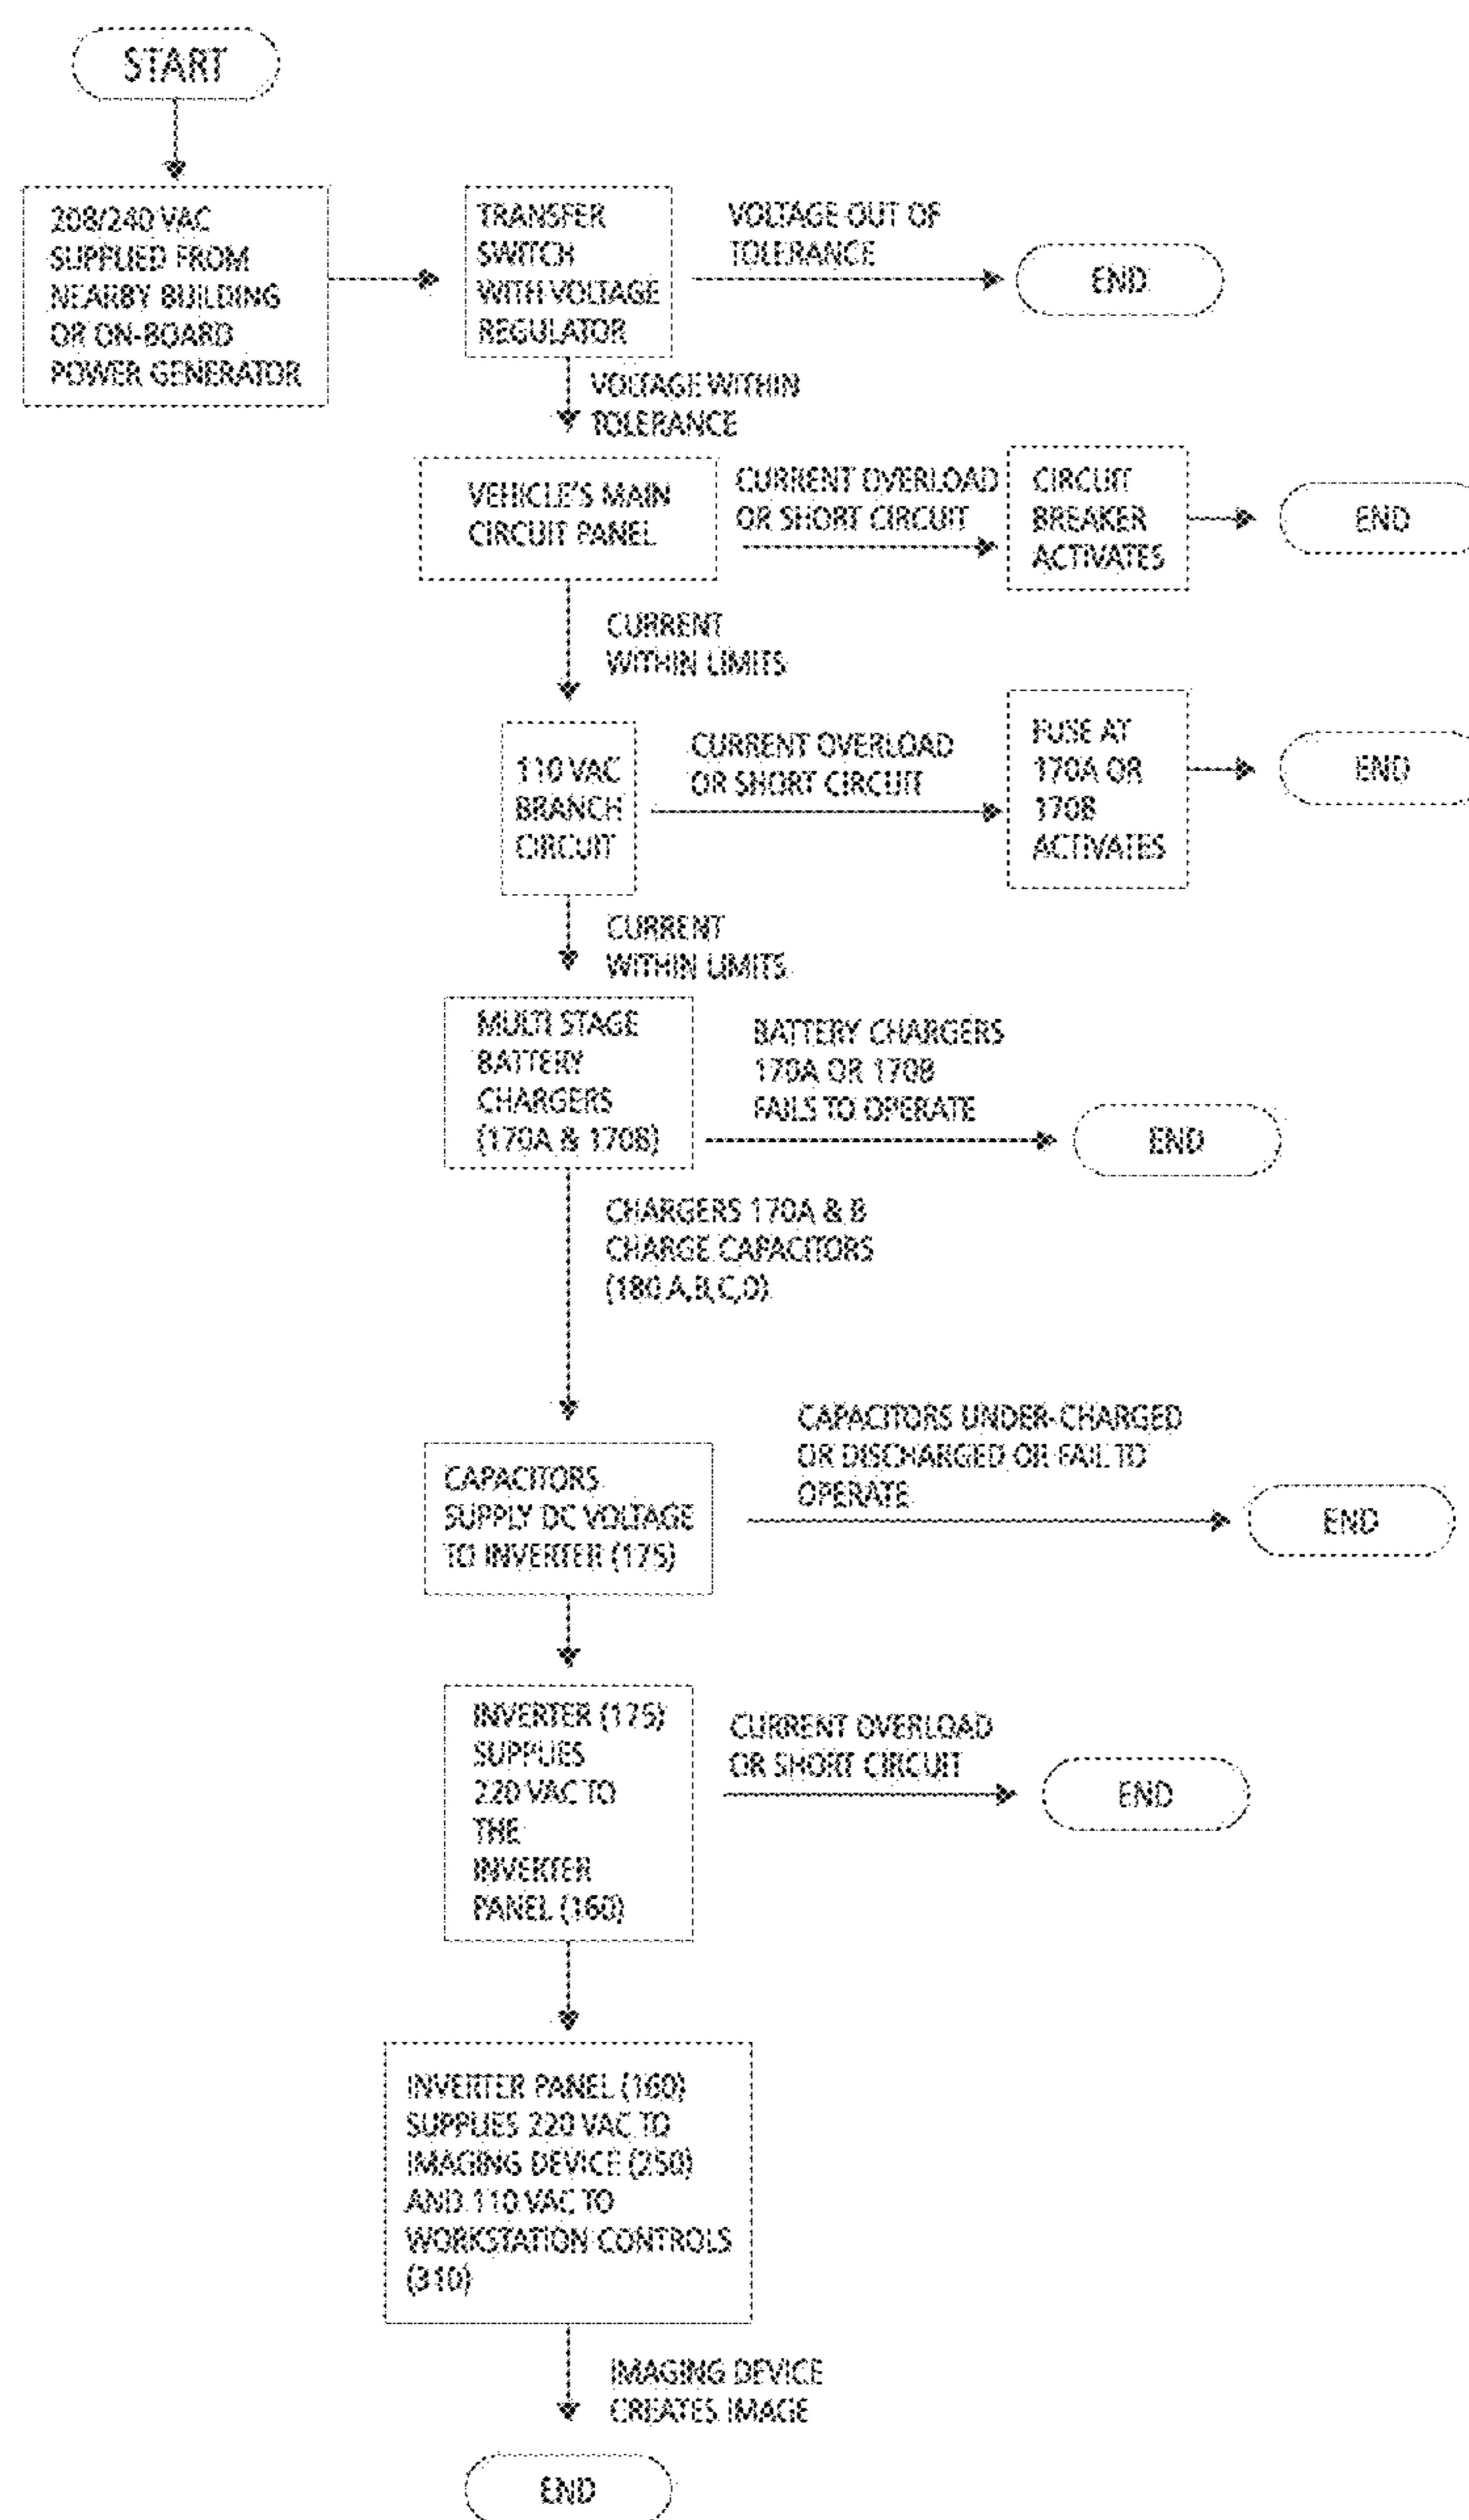 START
208/240 VAC
SUPPLIED FROM
NEARBY BUILDING
OR ON-BOARD
POWER GENERATOR
TRANSFER
SWITCH
WITH VOLTAGE
REGULATOR
VOLTAGE OUT OF
TOLERANCE
END
VOLTAGE WITHIN
TOLERANCE
VEHICLE'S MAIN
CIRCUIT PANEL
CURRENT OVERLOAD
OR SHORT CIRCUIT
CIRCUIT
BREAKER
ACTIVATES
END
CURRENT
WITHIN LIMITS
110 VAC
BRANCH
CIRCUIT
CURRENT OVERLOAD
OR SHORT CIRCUIT
FUSE AT
170A OR
170B
ACTIVATES
END
CURRENT
WITHIN LIMITS
MULTI STAGE
BATTERY
CHARGERS
(170A & 170B)
BATTERY CHARGERS
170A OR 170B
FAILS TO OPERATE
END
CHARGERS 170A & B
CHARGE CAPACITORS
(180 A,B,C,D)
CAPACITORS
SUPPLY DC VOLTAGE
TO INVERTER (175)
CAPACITORS UNDER-CHARGED
OR DISCHARGED OR FAIL TO
OPERATE
END
INVERTER (175)
SUPPLIES
220 VAC TO
THE
INVERTER
PANEL (160)
CURRENT OVERLOAD
OR SHORT CIRCUIT
END
INVERTER PANEL (160)
SUPPLIES 220 VAC TO
IMAGING DEVICE (250)
AND 110 VAC TO
WORKSTATION CONTROLS
(310)
IMAGING DEVICE
CREATES IMAGE
END